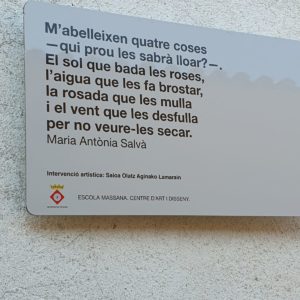 M'abelleixen quatre coses
—qui prou les sabrà lloar?—.
El sol que bada les roses,
l'aigua que les fa brostar,
la rosada que les mulla
i el vent que les desfulla
per no veure-les secar.
Maria Antònia Salvà
Intervenció artística: Saioa Olatz Aginako Lamarain
ESCOLA MASSANA. CENTRE D'ART I DISSENY.